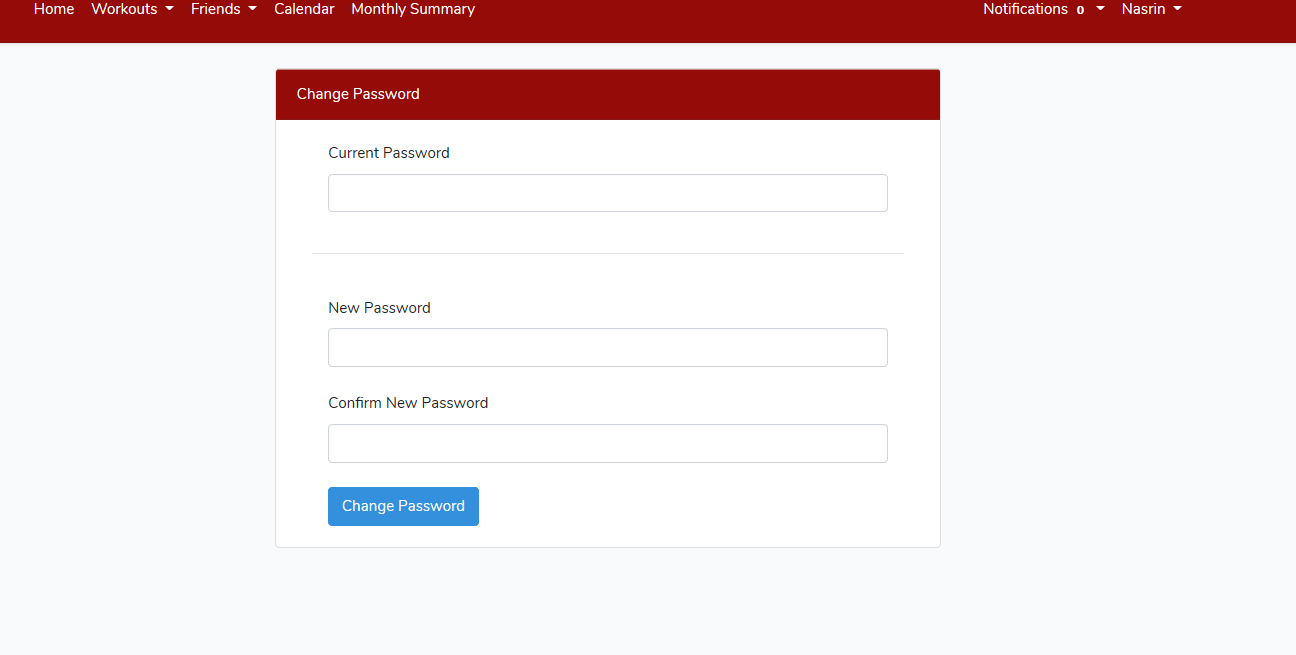 Home Workouts Friends Calendar Monthly Summary Notifications 0 Nasrin
Change Password
Current Password
New Password
Confirm New Password
Change Password